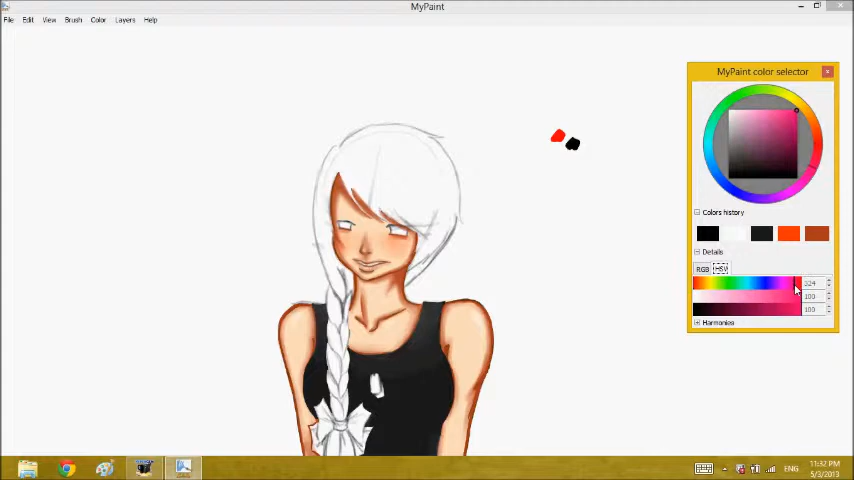 MyPaint
File Edit View Brush Color Layers Help
MyPaint color selector
Colors history
Details
RGB HSV
324
100
100
Harmonies
ENG
11:32 PM
5/3/2013